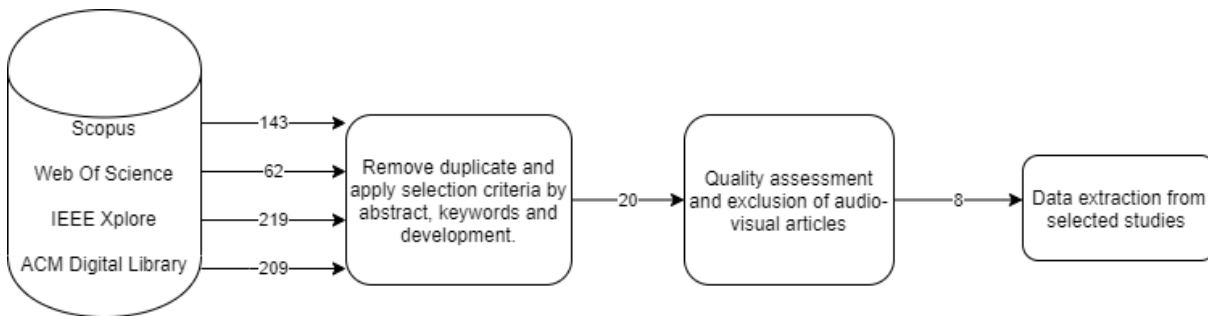 Scopus
143
Web Of Science
62
IEEE Xplore
219
ACM Digital Library
209
Remove duplicate and
apply selection criteria by
abstract, keywords and
development.
20
Quality assessment
and exclusion of audio-
visual articles
8
Data extraction from
selected studies